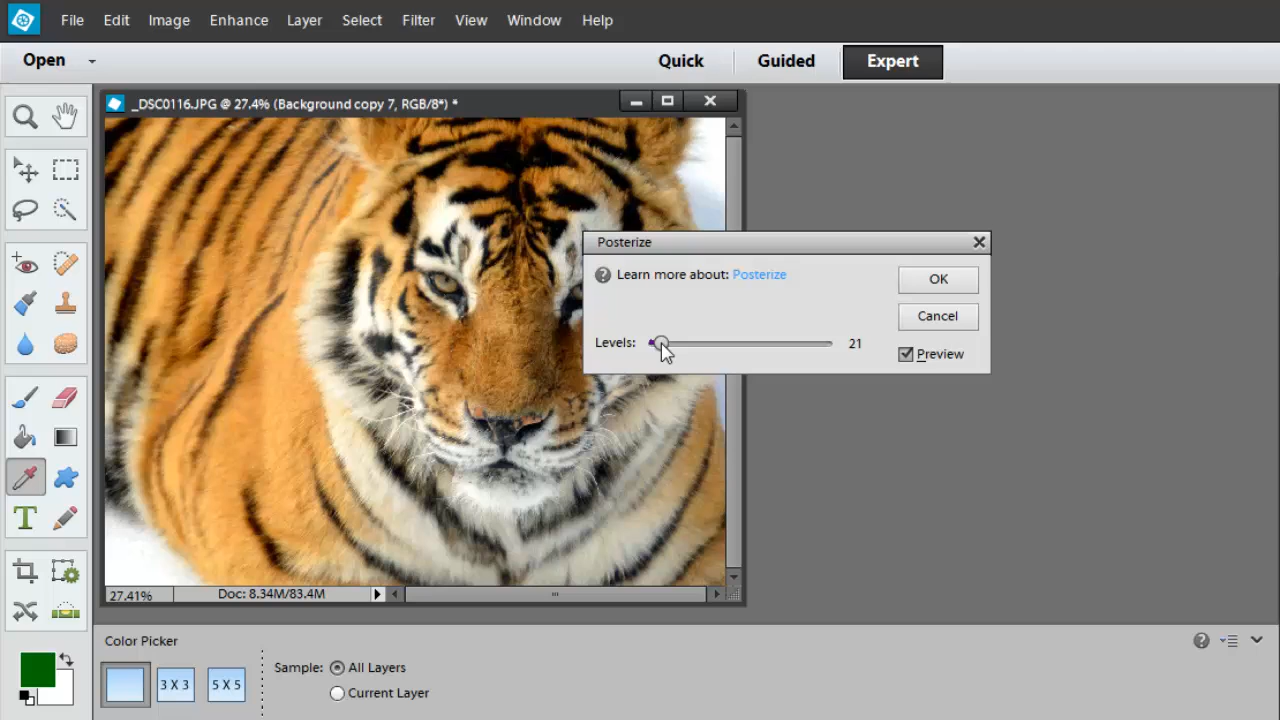 File Edit Image Enhance Layer Select Filter View Window Help
Open Quick Guided Expert
_DSC0116.JPG @ 27.4% (Background copy 7, RGB/8*) *
Posterize
Learn more about: Posterize
OK
Cancel
Levels: 21
Preview
T
27.41% Doc: 8.34M/83.4M
Color Picker
Sample: All Layers
3 X 3 5 X 5
Current Layer